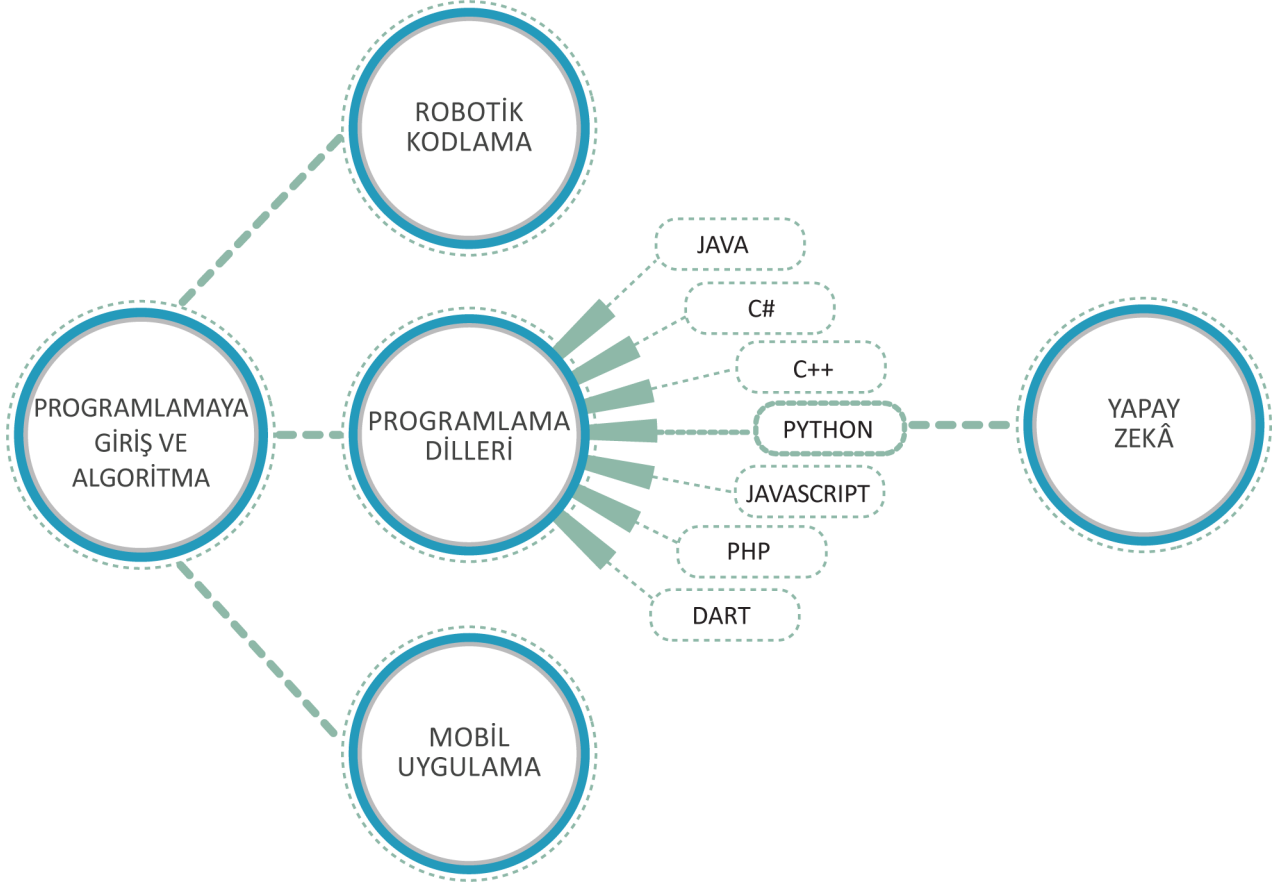 ROBOTİK
KODLAMA
PROGRAMLAMAYA
GİRİŞ VE
ALGORİTMA
PROGRAMLAMA
DİLLERİ
JAVA
C#
C++
PYTHON
JAVASCRIPT
PHP
DART
YAPAY
ZEKÂ
MOBİL
UYGULAMA